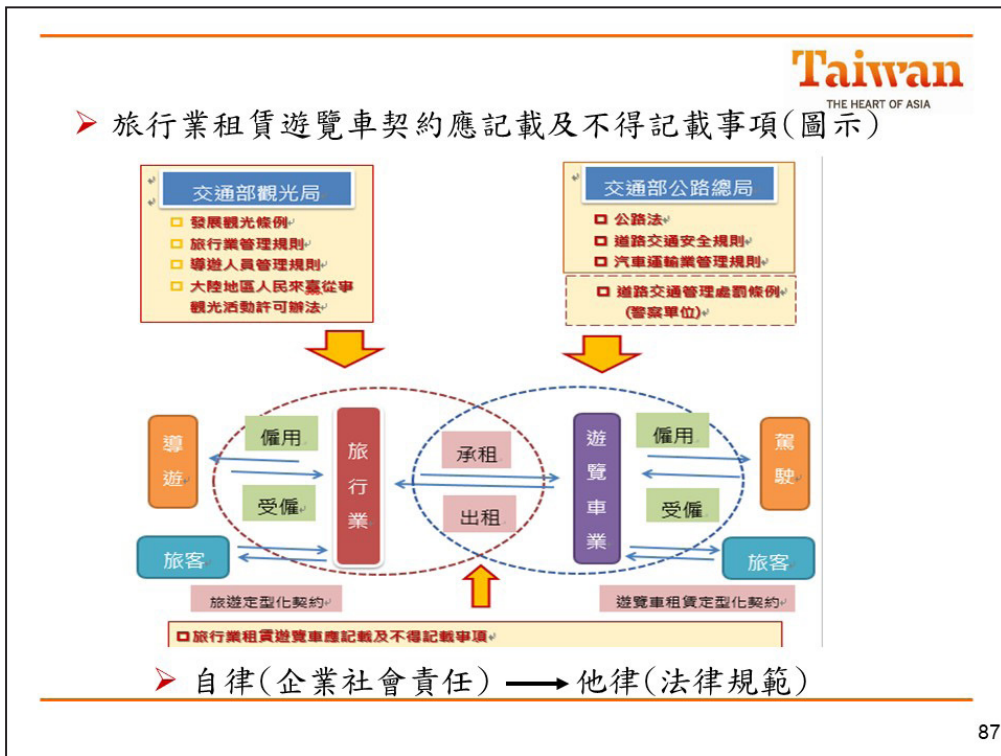 Taiwan
THE HEART OF ASIA
➤ 旅行業租賃遊覽車契約應記載及不得記載事項(圖示)
交通部觀光局
發展觀光條例
旅行業管理規則
導遊人員管理規則
大陸地區人民來臺從事
觀光活動許可辦法
交通部公路總局
公路法
道路交通安全規則
汽車運輸業管理規則
道路交通管理處罰條例
(警察單位)
導遊
僱用
受僱
旅行業
承租
出租
遊覽車業
僱用
受僱
駕駛
旅客
旅客
旅遊定型化契約
遊覽車租賃定型化契約
旅行業租賃遊覽車應記載及不得記載事項
➤ 自律(企業社會責任) → 他律(法律規範)
87